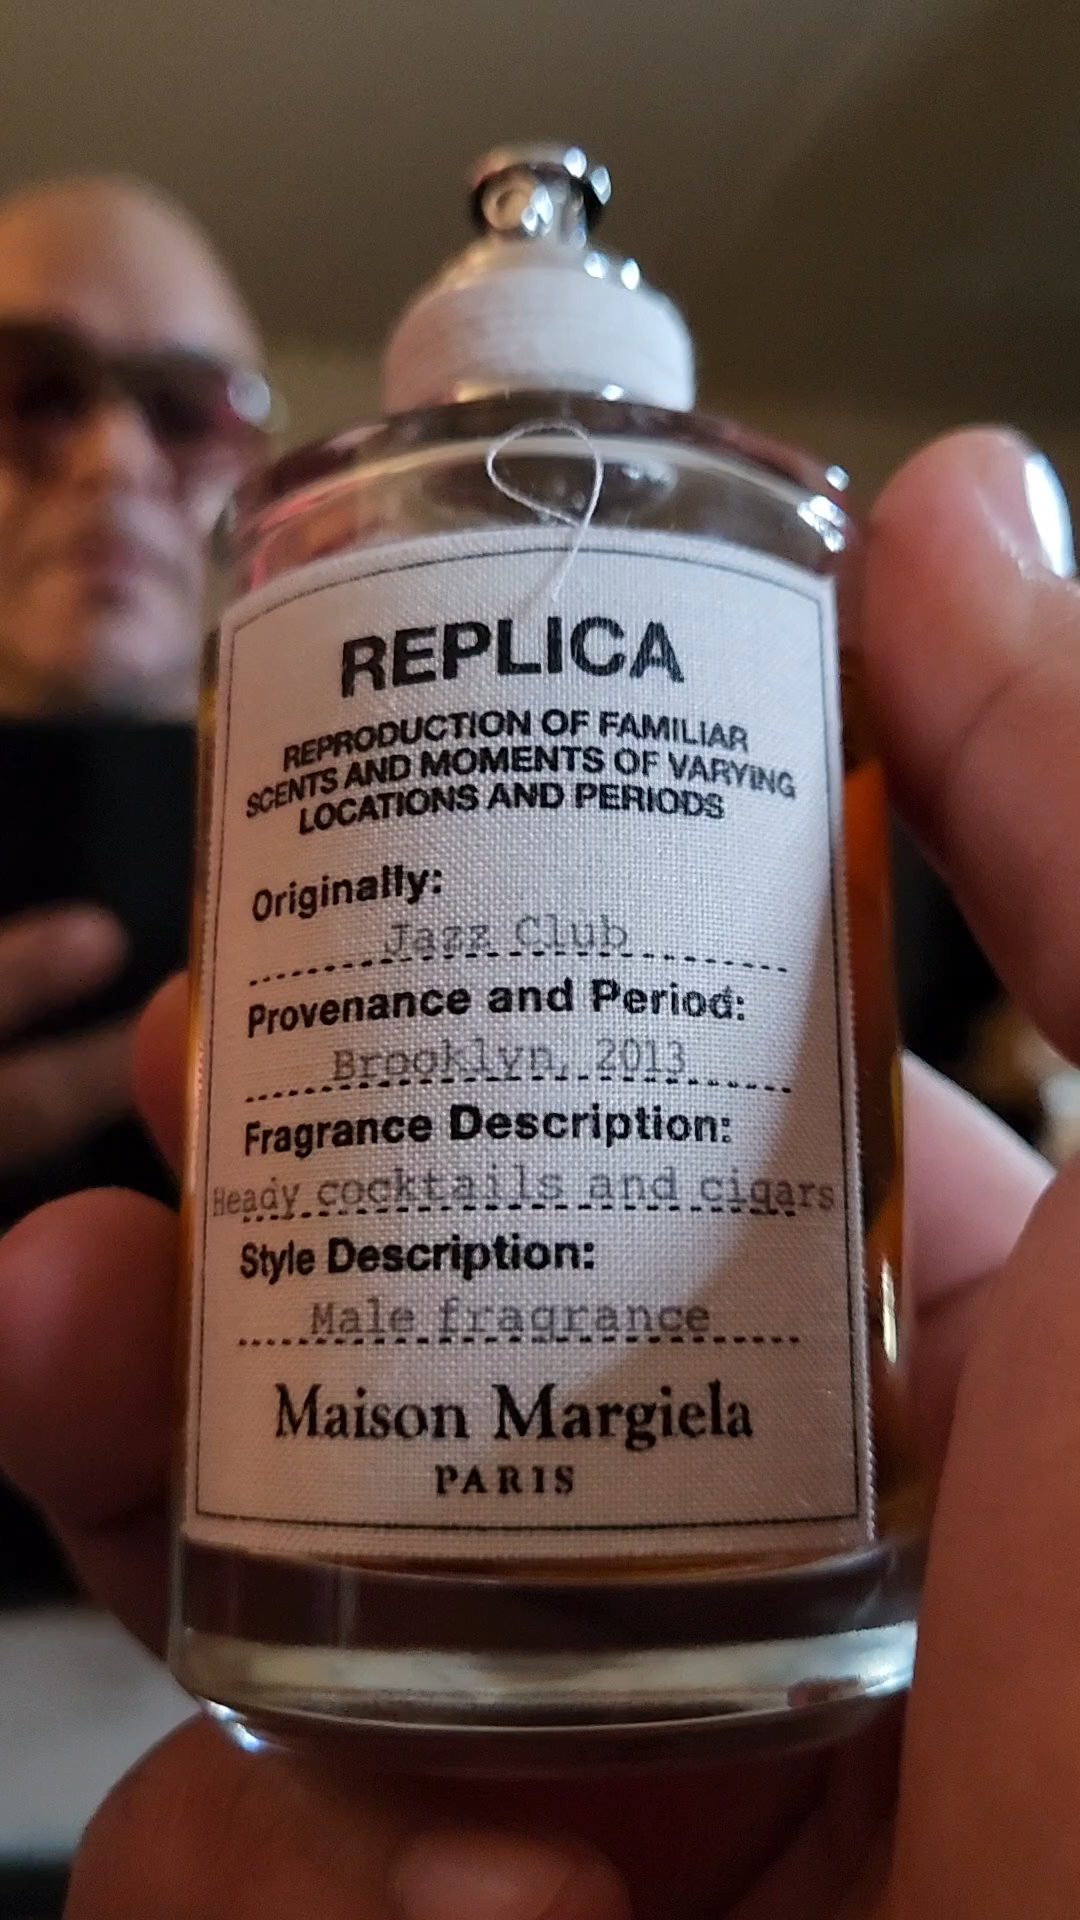 REPLICA
REPRODUCTION OF FAMILIAR
SCENTS AND MOMENTS OF VARYING
LOCATIONS AND PERIODS
Originally:
Jazz Club
Provenance and Period:
Brooklyn, 2013
Fragrance Description:
Heady cocktails and cigars
Style Description:
Male fragrance
Maison Margiela
PARIS